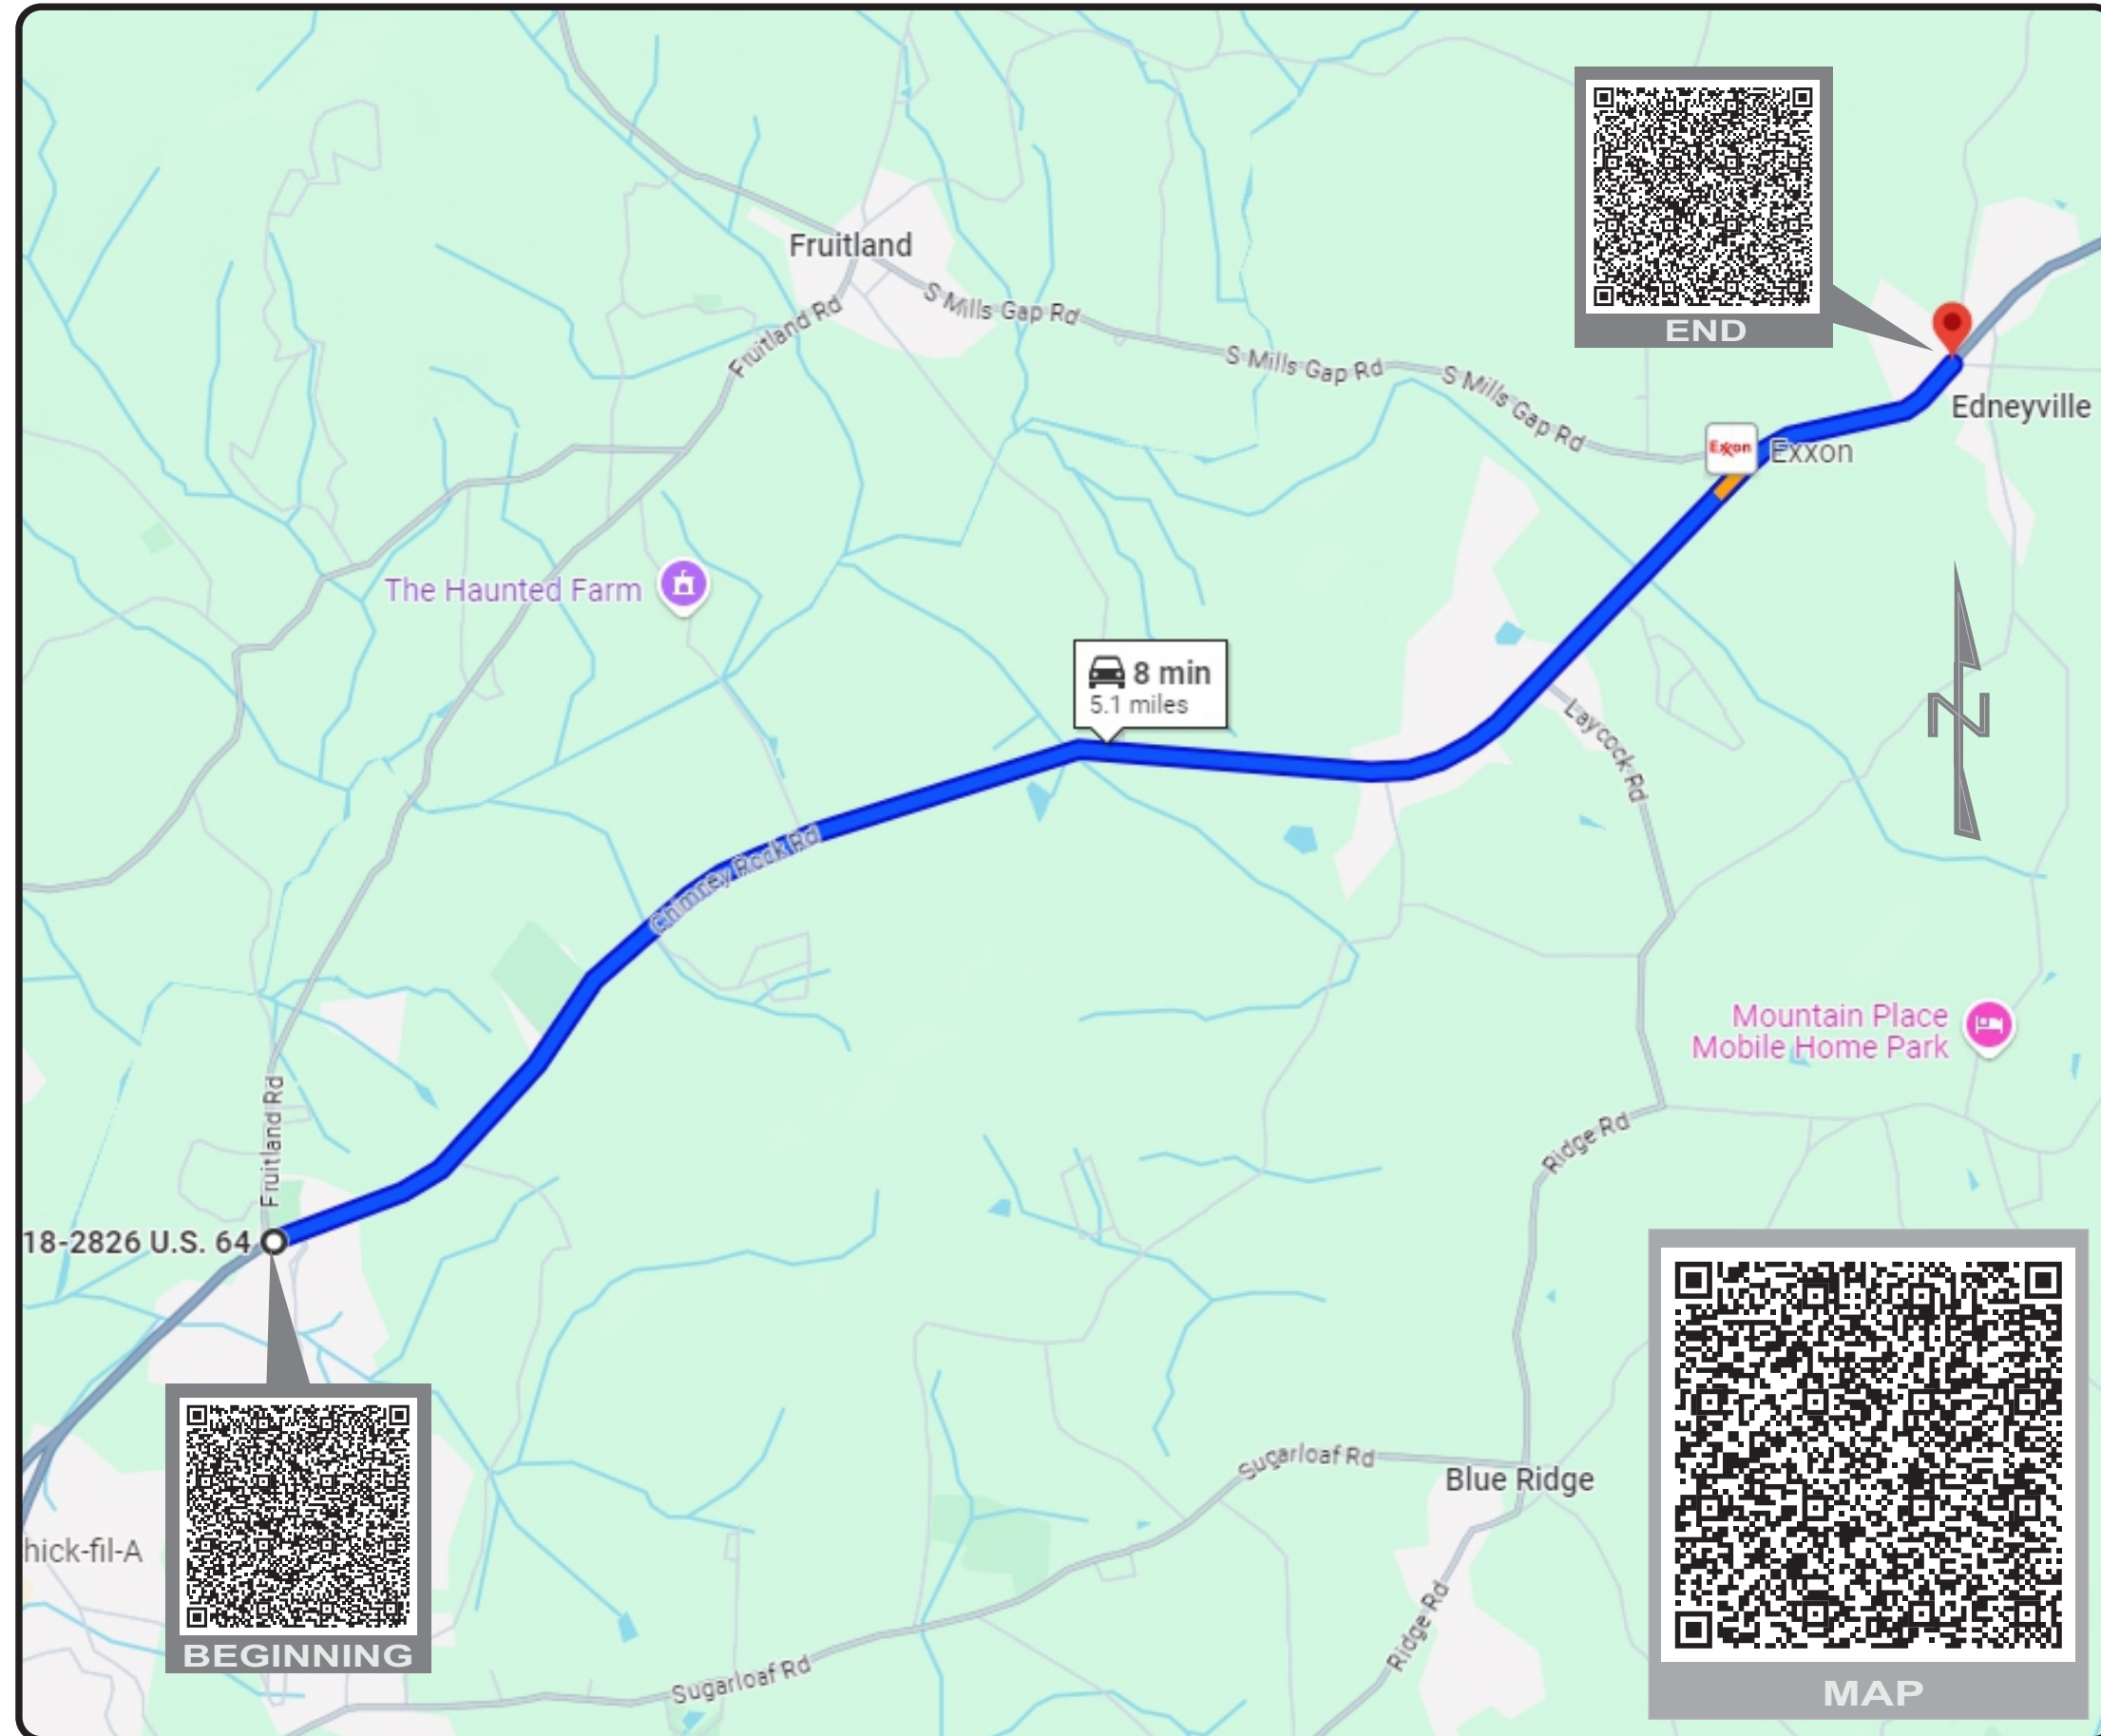 END
Fruitland
S Mills Gap Rd
Fruitland Rd
S Mills Gap Rd
S Mills Gap Rd
Edneyville
Exxon
Exxon
The Haunted Farm
8 min
5.1 miles
Laycock Rd
N
Chimney Rock Rd
Mountain Place
Mobile Home Park
Fruitland Rd
Ridge Rd
18-2826 U.S. 64
Sugarloaf Rd
Blue Ridge
hick-fil-A
Ridge Rd
BEGINNING
Sugarloaf Rd
MAP